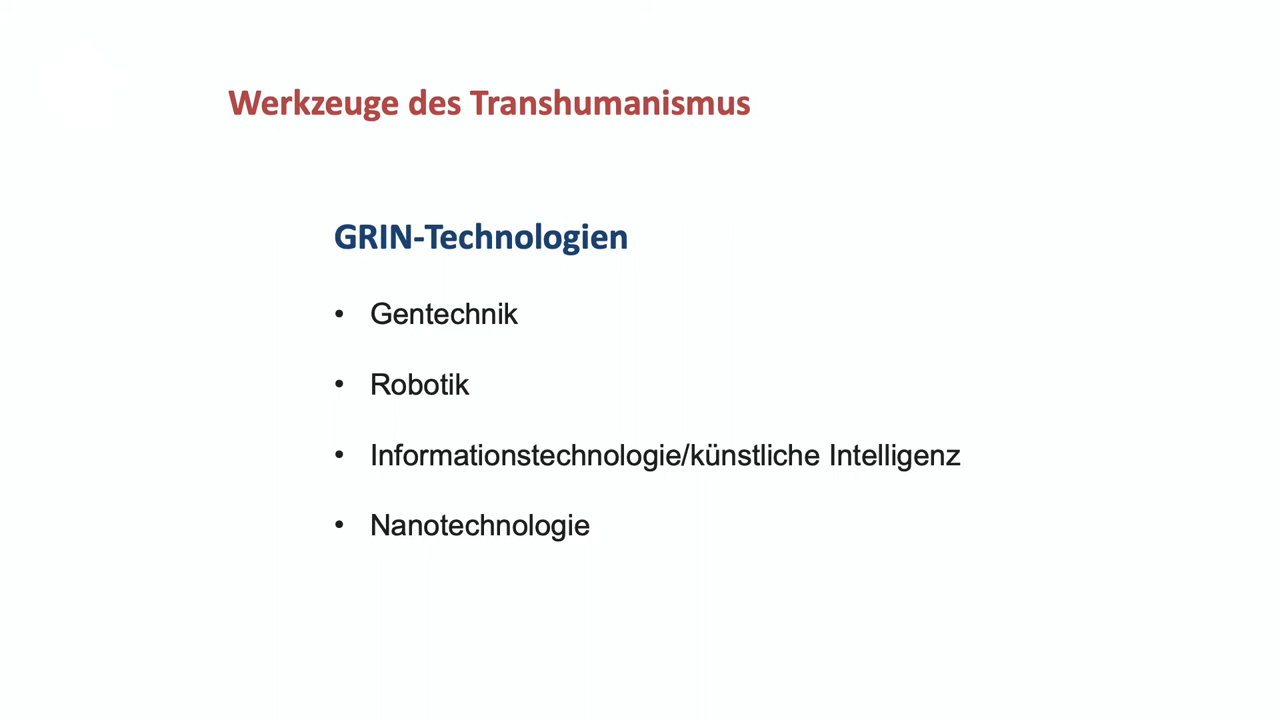 Werkzeuge des Transhumanismus
GRIN-Technologien
• Gentechnik
• Robotik
• Informationstechnologie/künstliche Intelligenz
• Nanotechnologie